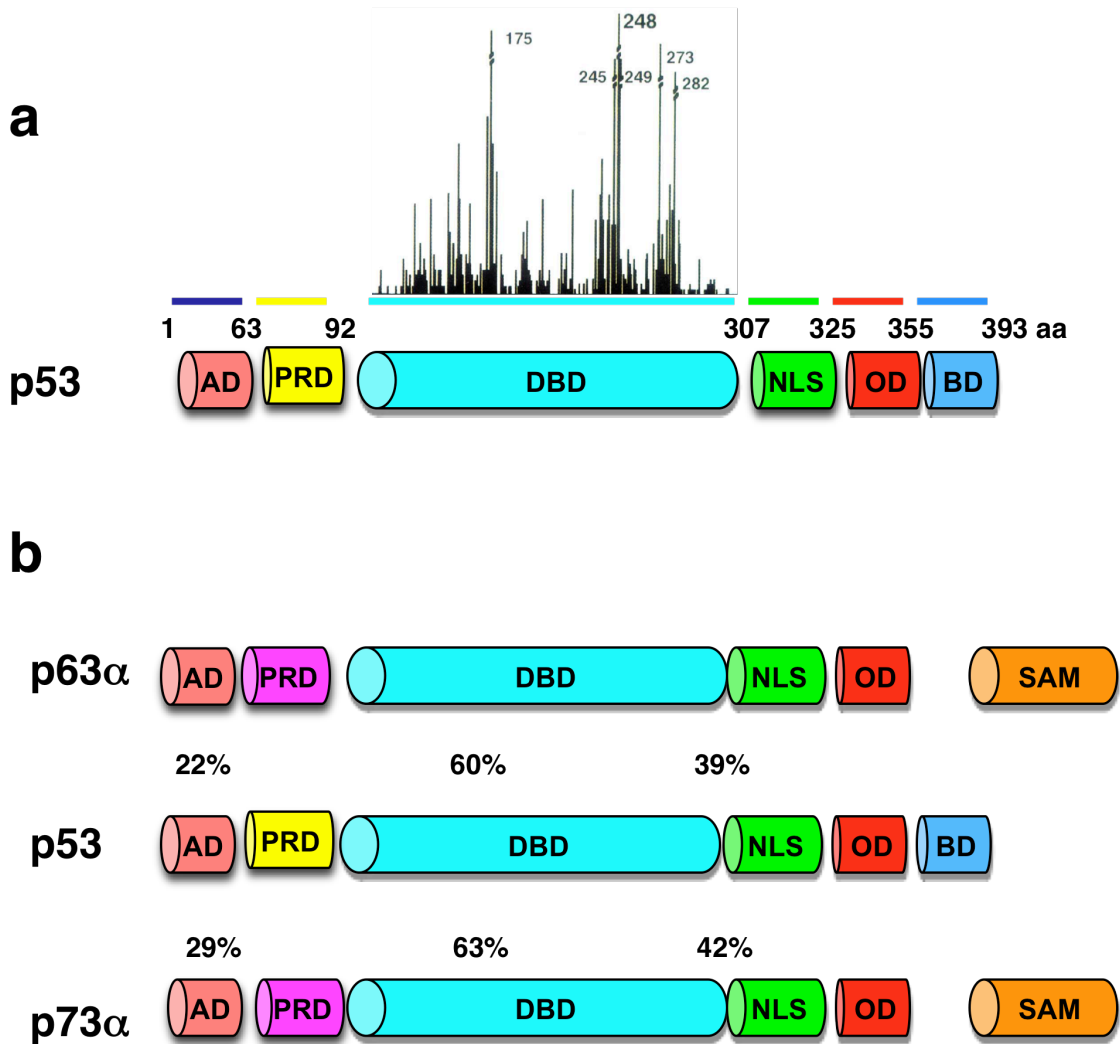 a
175
248
245
249
273
282
1 63 92 307 325 355 393 aa
p53
AD
PRD
DBD
NLS
OD
BD
b
p63α
AD
PRD
DBD
NLS
OD
SAM
22% 60% 39%
p53
AD
PRD
DBD
NLS
OD
BD
29% 63% 42%
p73α
AD
PRD
DBD
NLS
OD
SAM